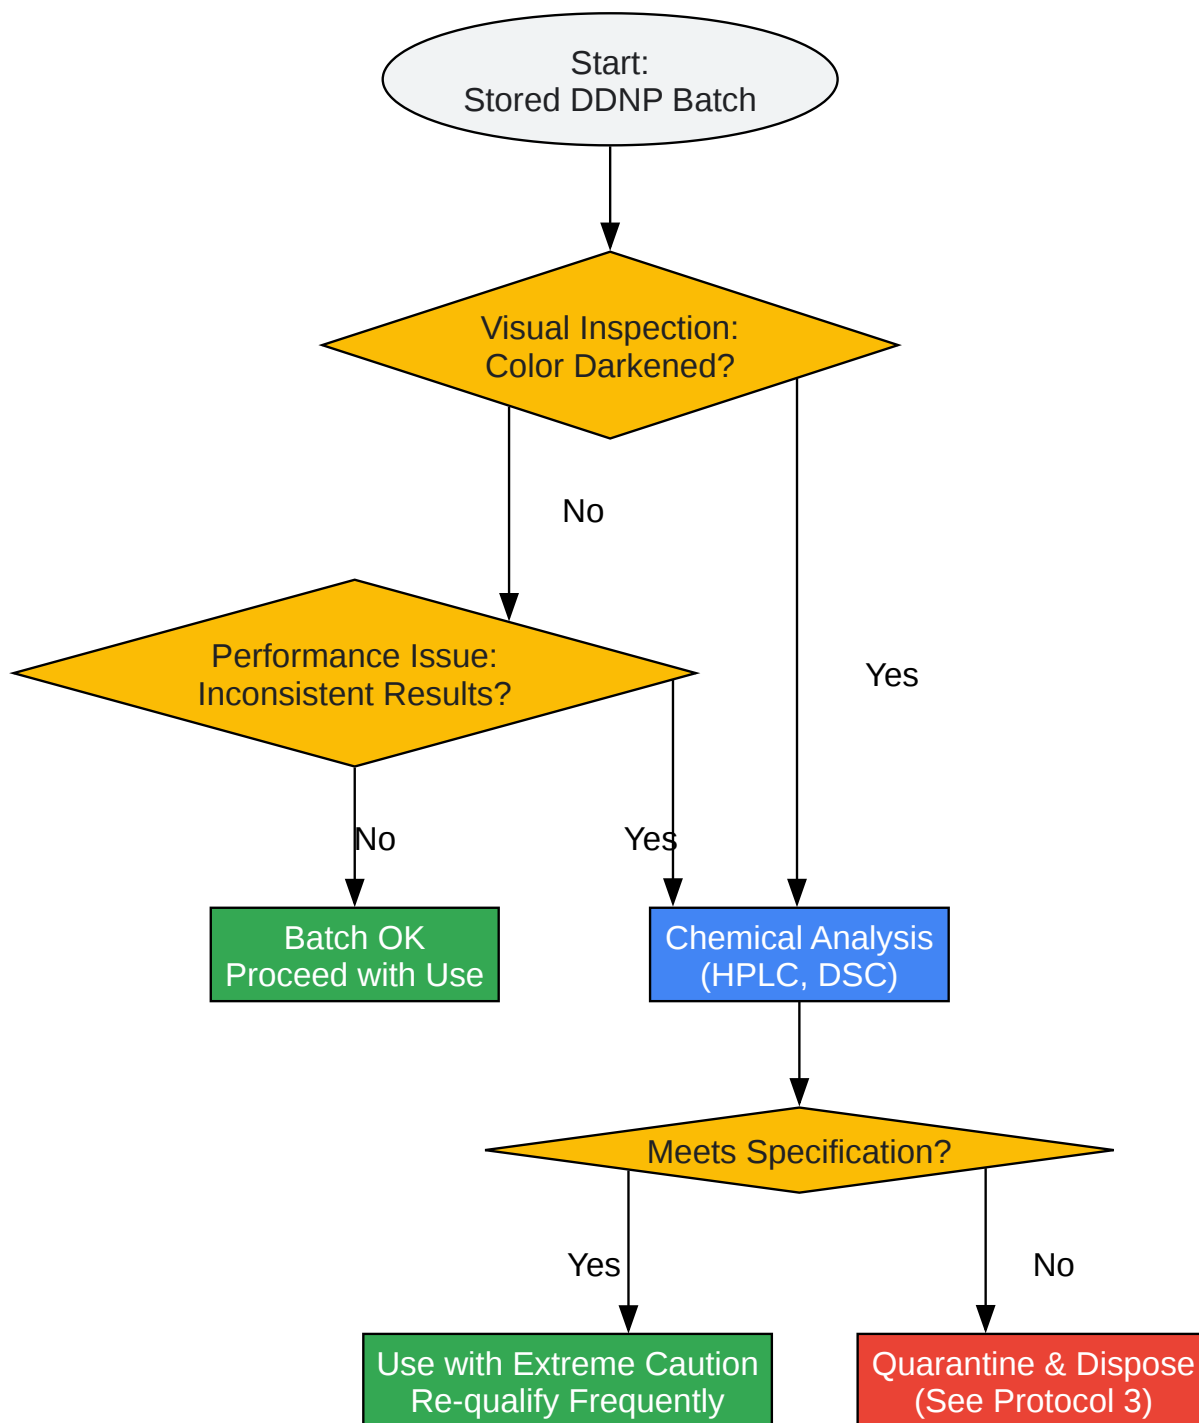 Start:
Stored DDNP Batch
Visual Inspection:
Color Darkened?
No
Yes
Performance Issue:
Inconsistent Results?
No
Yes
Batch OK
Proceed with Use
Chemical Analysis
(HPLC, DSC)
Meets Specification?
Yes
No
Use with Extreme Caution
Re-qualify Frequently
Quarantine & Dispose
(See Protocol 3)